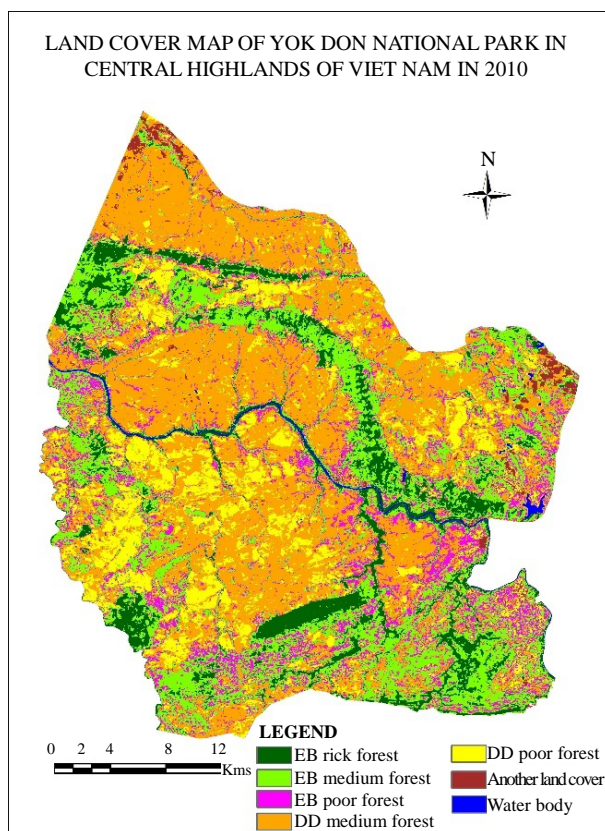 LAND COVER MAP OF YOK DON NATIONAL PARK IN
CENTRAL HIGHLANDS OF VIET NAM IN 2010
N
LEGEND
EB rick forest
EB medium forest
EB poor forest
DD medium forest
DD poor forest
Another land cover
Water body
0 2 4 8 12
Kms